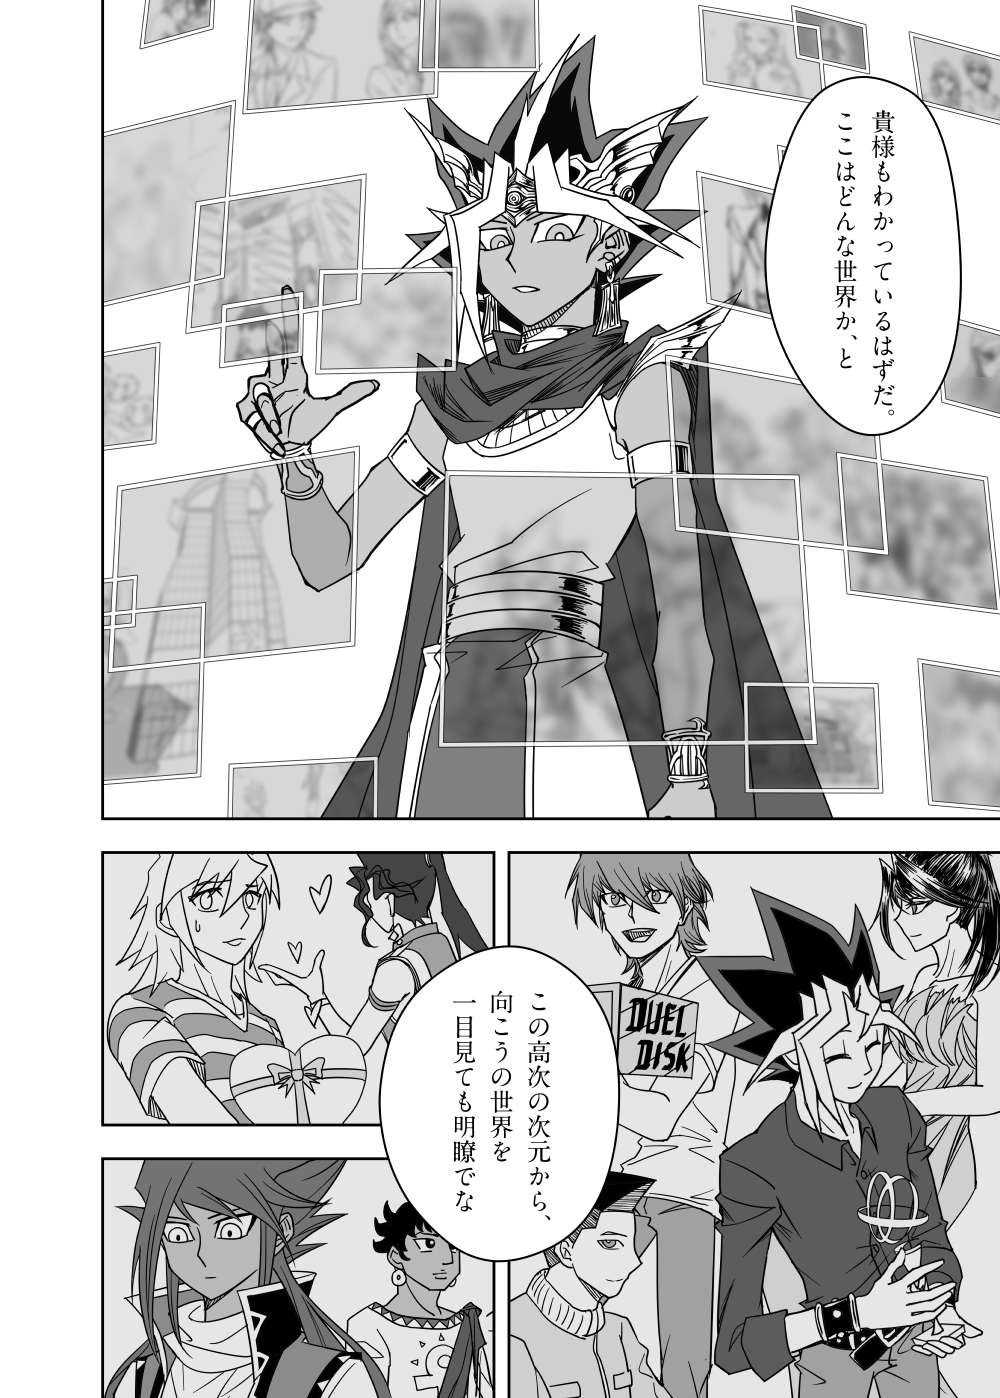 貴様もわかっているはずだ。
ここはどんな世界か、と
DUEL
DISK
この高次の次元から、
向こうの世界を
一目見ても明瞭でな